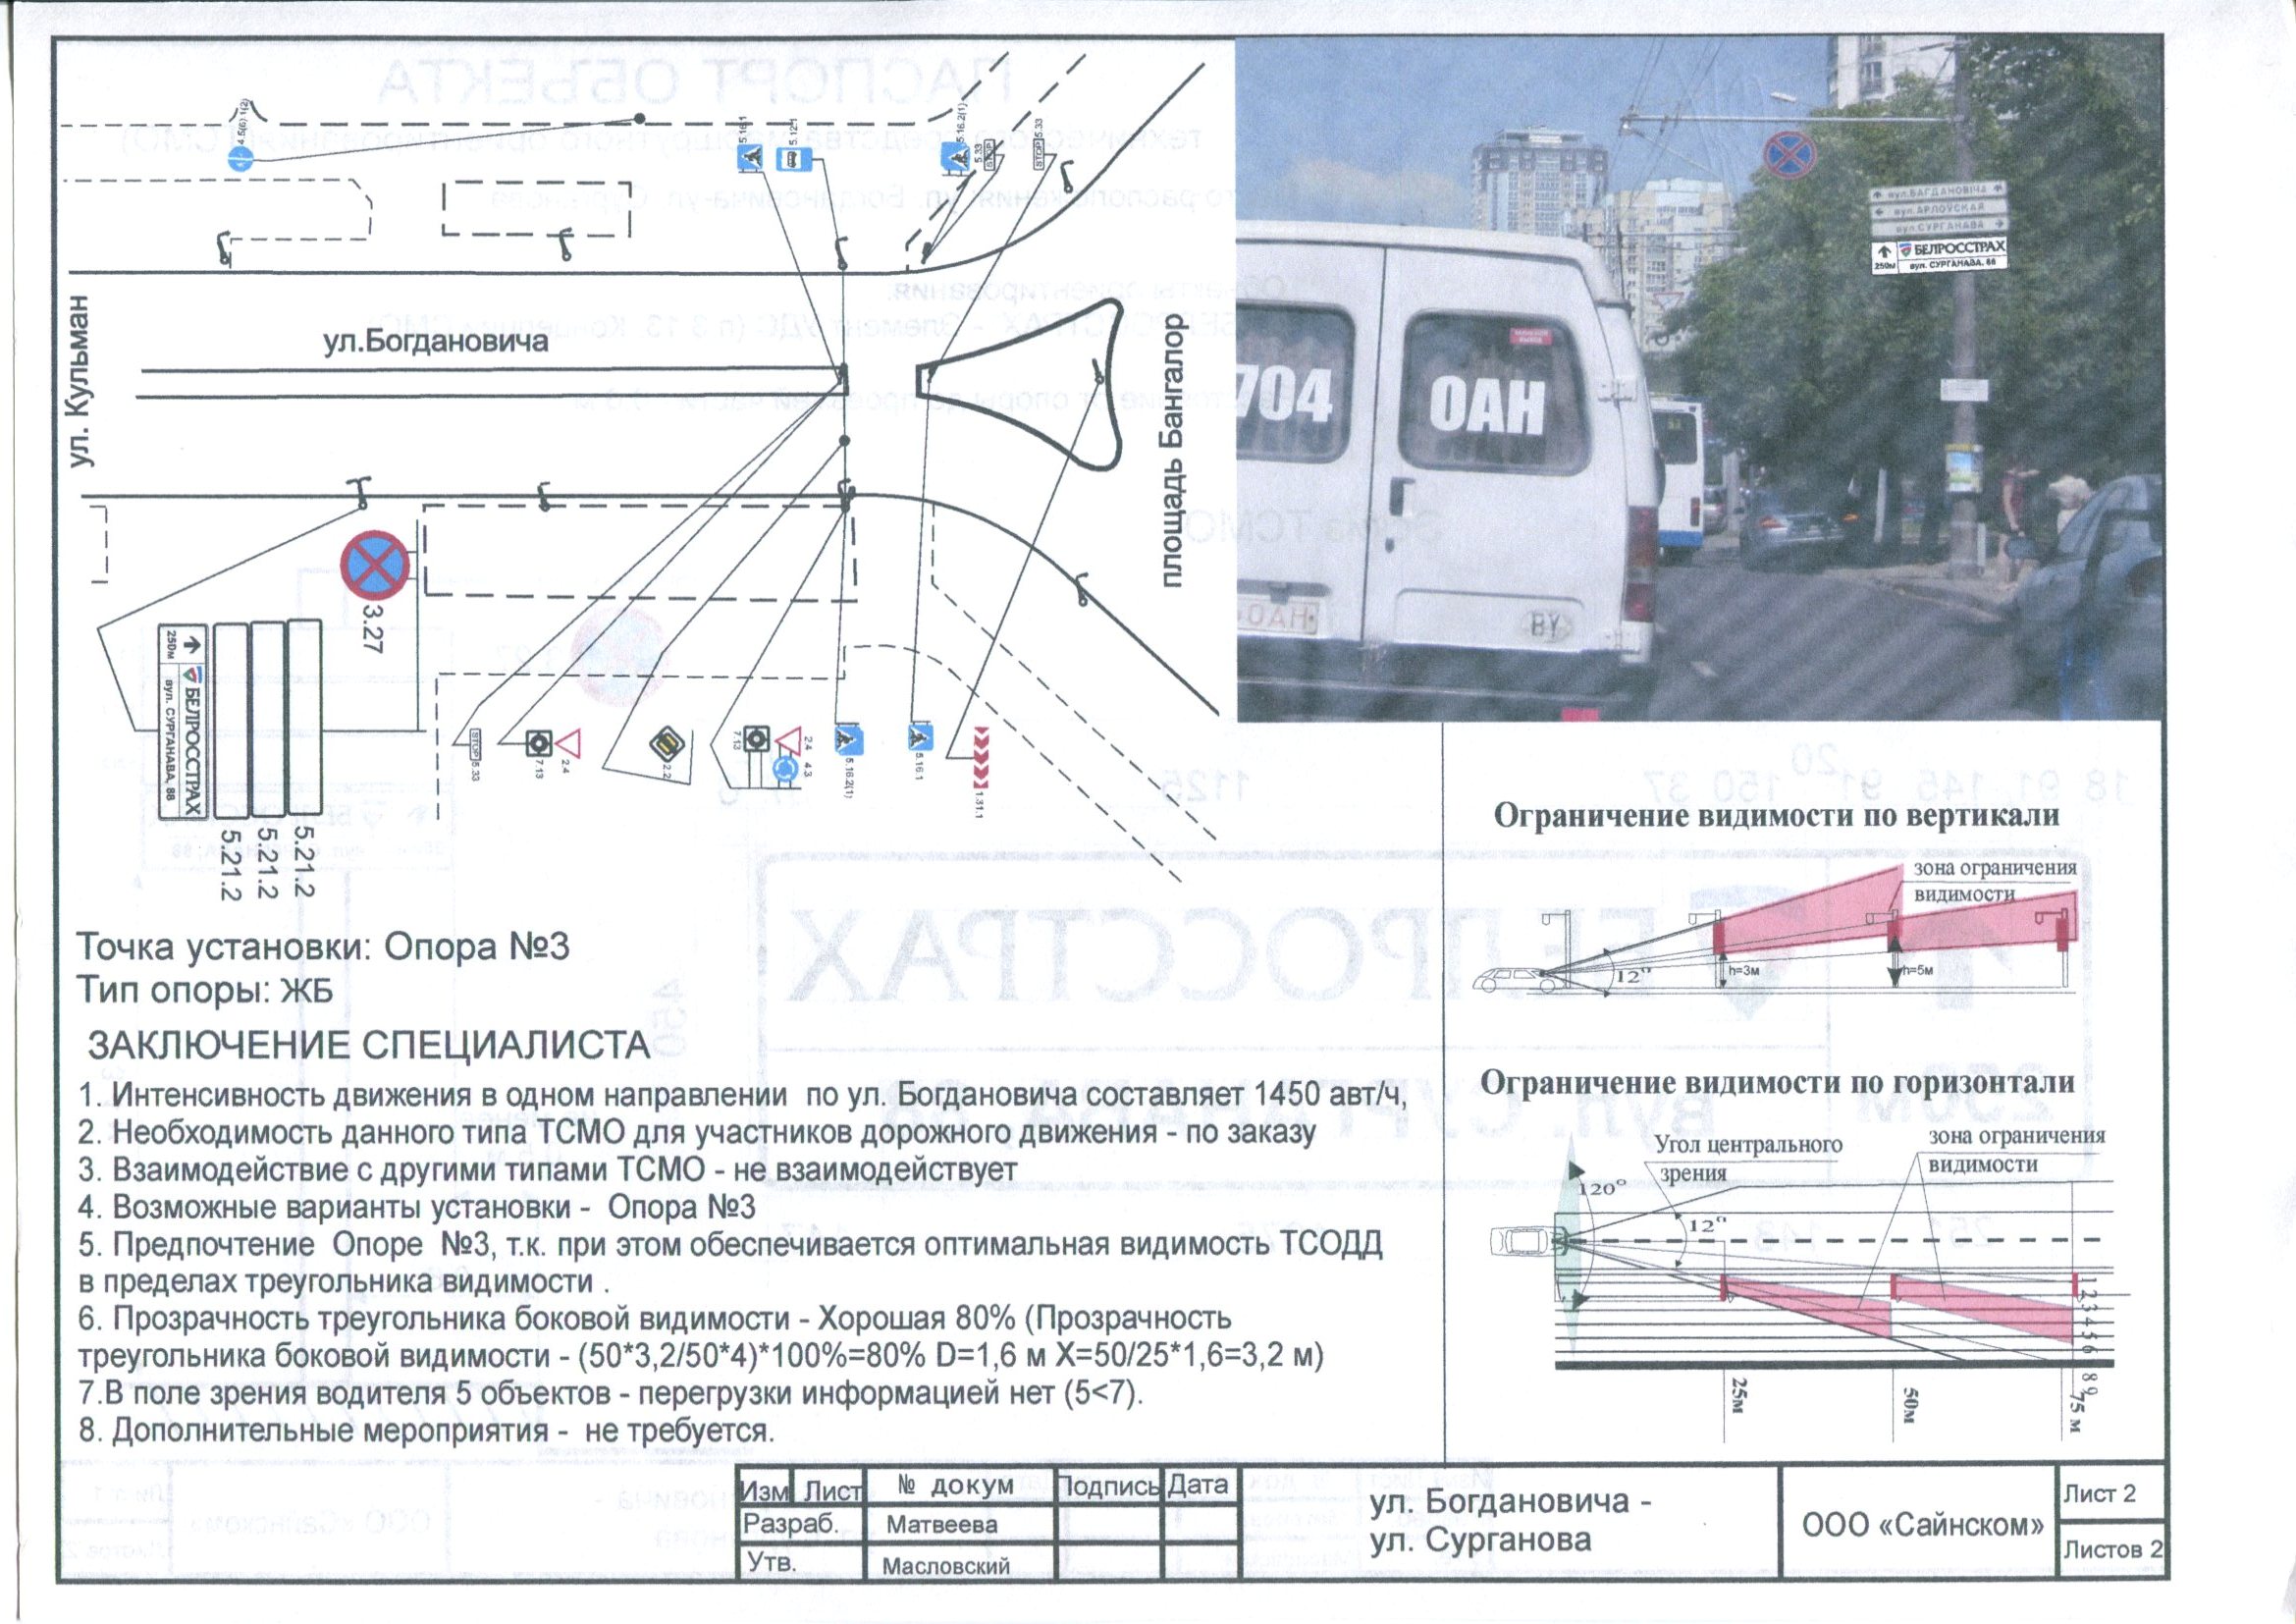 4.5(6).1(2)
5.16.1
5.12.1
5.16.2(1)
5.33
STOP
STOP
5.33
ул. Кульман
ул.Богдановича
площадь Бангалор
3.27
250м
БЕЛРОССТРАХ
вул. СУРГАНАВА, 88
5.21.2
5.21.2
5.21.2
STOP
5.33
7.13
2.4
2.2
7.13
2.4
4.3
5.16.2(1)
5.16.1
1.31.1
вул.БАГДАНОВІЧА
вул.АРЛОЎСКАЯ
вул.СУРГАНАВА
БЕЛРОССТРАХ
250м вул. СУРГАНАВА, 88
704
ОАН
BY
Точка установки: Опора №3
Тип опоры: ЖБ
ЗАКЛЮЧЕНИЕ СПЕЦИАЛИСТА
1. Интенсивность движения в одном направлении по ул. Богдановича составляет 1450 авт/ч,
2. Необходимость данного типа ТСМО для участников дорожного движения - по заказу
3. Взаимодействие с другими типами ТСМО - не взаимодействует
4. Возможные варианты установки - Опора №3
5. Предпочтение Опоре №3, т.к. при этом обеспечивается оптимальная видимость ТСОДД
в пределах треугольника видимости .
6. Прозрачность треугольника боковой видимости - Хорошая 80% (Прозрачность
треугольника боковой видимости - (50*3,2/50*4)*100%=80% D=1,6 м X=50/25*1,6=3,2 м)
7.В поле зрения водителя 5 объектов - перегрузки информацией нет (5<7).
8. Дополнительные мероприятия - не требуется.
Ограничение видимости по вертикали
зона ограничения
видимости
12°
h=3м
h=5м
Ограничение видимости по горизонтали
Угол центрального
зрения
зона ограничения
видимости
120°
12°
1 2 3 4 5 6 8 9
25м
50м
75 м
Изм Лист № докум Подпись Дата
Разраб. Матвеева
Утв. Масловский
ул. Богдановича -
ул. Сурганова
ООО «Сайнском»
Лист 2
Листов 2